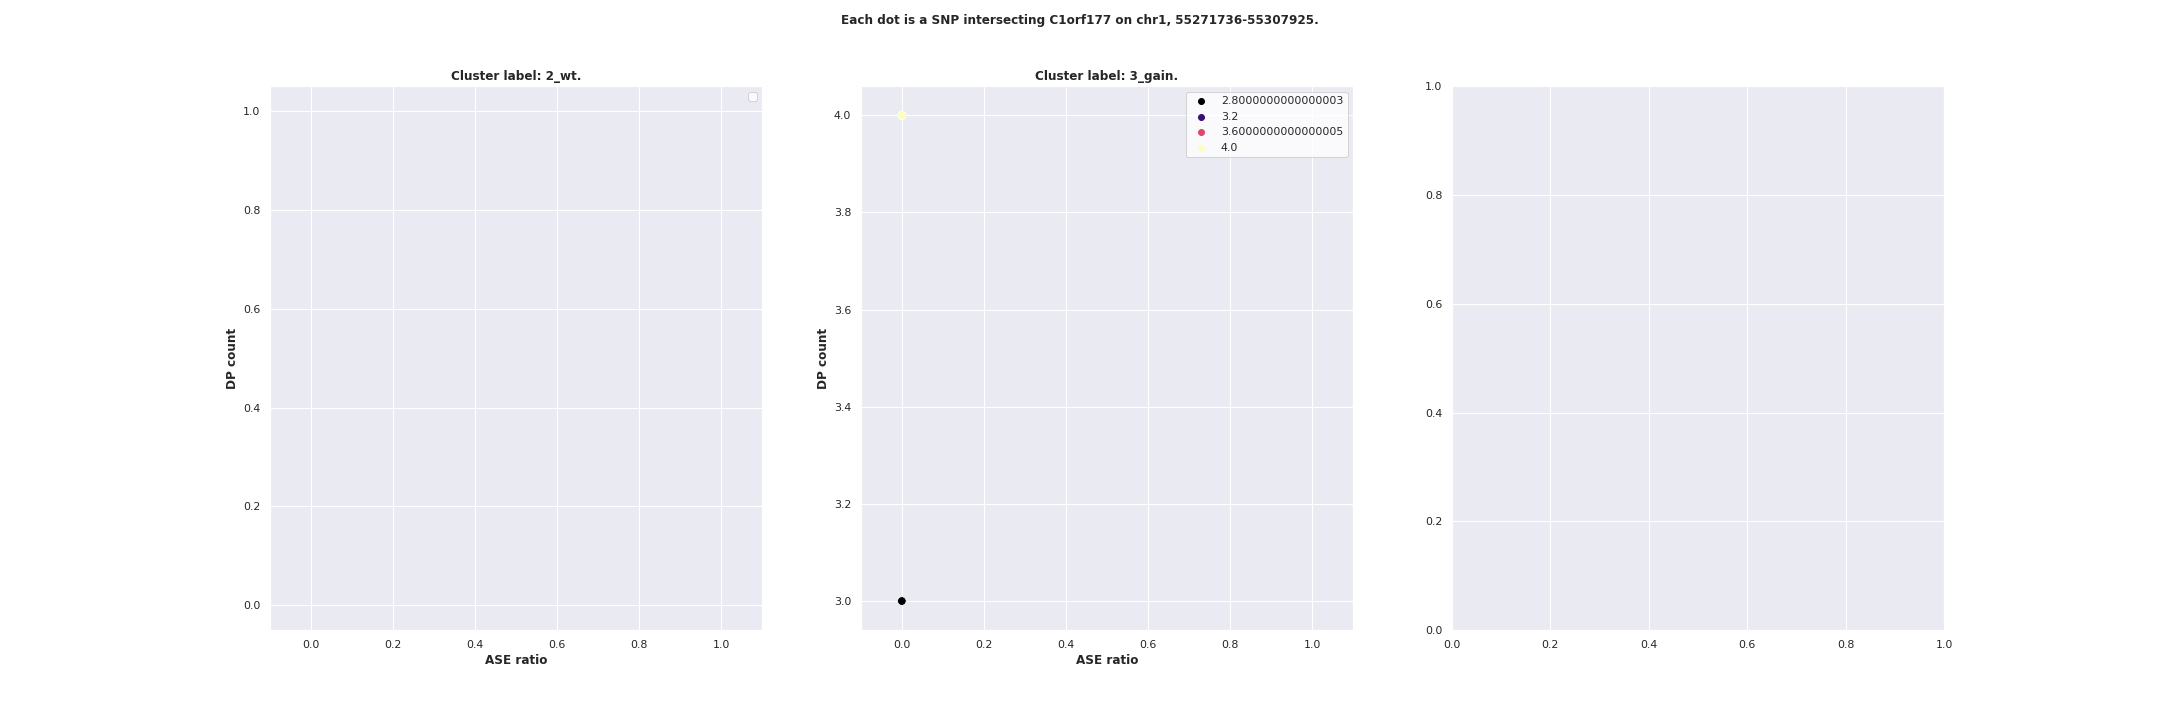 Each dot is a SNP intersecting C1orf177 on chr1, 55271736-55307925.
Cluster label: 2_wt.
1.0
0.8
0.6
0.4
0.2
0.0
DP count
0.0 0.2 0.4 0.6 0.8 1.0
ASE ratio
Cluster label: 3_gain.
2.8000000000000003
3.2
3.6000000000000005
4.0
4.0
3.8
3.6
3.4
3.2
3.0
DP count
0.0 0.2 0.4 0.6 0.8 1.0
ASE ratio
1.0
0.8
0.6
0.4
0.2
0.0
0.0 0.2 0.4 0.6 0.8 1.0